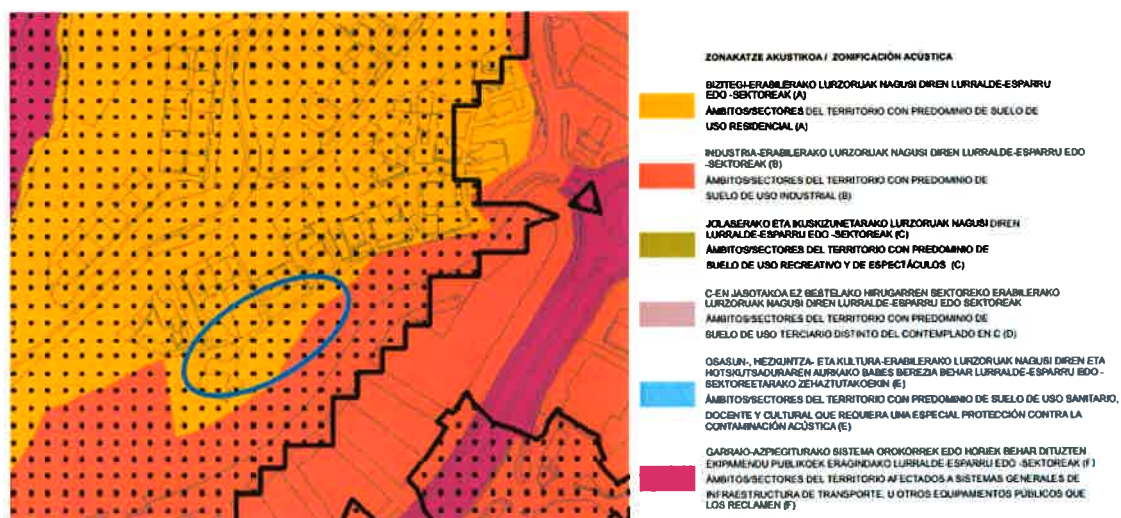 ZONAKATZE AKUSTIKOA / ZONIFICACIÓN ACÚSTICA
BIZITEGI-ERABILERAKO LURZORUAK NAGUSI DIREN LURRALDE-ESPARRU
EDO -SEKTOREAK (A)
ÁMBITOS/SECTORES DEL TERRITORIO CON PREDOMINIO DE SUELO DE
USO RESIDENCIAL (A)
INDUSTRIA-ERABILERAKO LURZORUAK NAGUSI DIREN LURRALDE-ESPARRU EDO
-SEKTOREAK (B)
ÁMBITOS/SECTORES DEL TERRITORIO CON PREDOMINIO DE
SUELO DE USO INDUSTRIAL (B)
JOLASERAKO ETA IKUSKIZUNETARAKO LURZORUAK NAGUSI DIREN
LURRALDE-ESPARRU EDO -SEKTOREAK (C)
ÁMBITOS/SECTORES DEL TERRITORIO CON PREDOMINIO DE
SUELO DE USO RECREATIVO Y DE ESPECTÁCULOS (C)
C-EN JASOTAKOA EZ BESTELAKO HIRUGARREN SEKTOREKO ERABILERAKO
LURZORUAK NAGUSI DIREN LURRALDE-ESPARRU EDO SEKTOREAK
ÁMBITOS/SECTORES DEL TERRITORIO CON PREDOMINIO DE
SUELO DE USO TERCIARIO DISTINTO DEL CONTEMPLADO EN C (D)
OSASUN-, HEZKUNTZA- ETA KULTURA-ERABILERAKO LURZORUAK NAGUSI DIREN ETA
HOTSKUTSADURAREN AURKAKO BABES BEREZIA BEHAR LURRALDE-ESPARRU EDO -
SEKTOREETARAKO ZEHAZTUTAKOEKIN (E)
ÁMBITOS/SECTORES DEL TERRITORIO CON PREDOMINIO DE SUELO DE USO SANITARIO,
DOCENTE Y CULTURAL QUE REQUIERA UNA ESPECIAL PROTECCIÓN CONTRA LA
CONTAMINACIÓN ACÚSTICA (E)
GARRAIO-AZPIEGITURAKO SISTEMA OROKORREK EDO HORIEK BEHAR DITUZTEN
EKIPAMENDU PUBLIKOEK ERAGINDAKO LURRALDE-ESPARRU EDO -SEKTOREAK (F)
ÁMBITOS/SECTORES DEL TERRITORIO AFECTADOS A SISTEMAS GENERALES DE
INFRAESTRUCTURA DE TRANSPORTE, U OTROS EQUIPAMIENTOS PÚBLICOS QUE
LOS RECLAMEN (F)